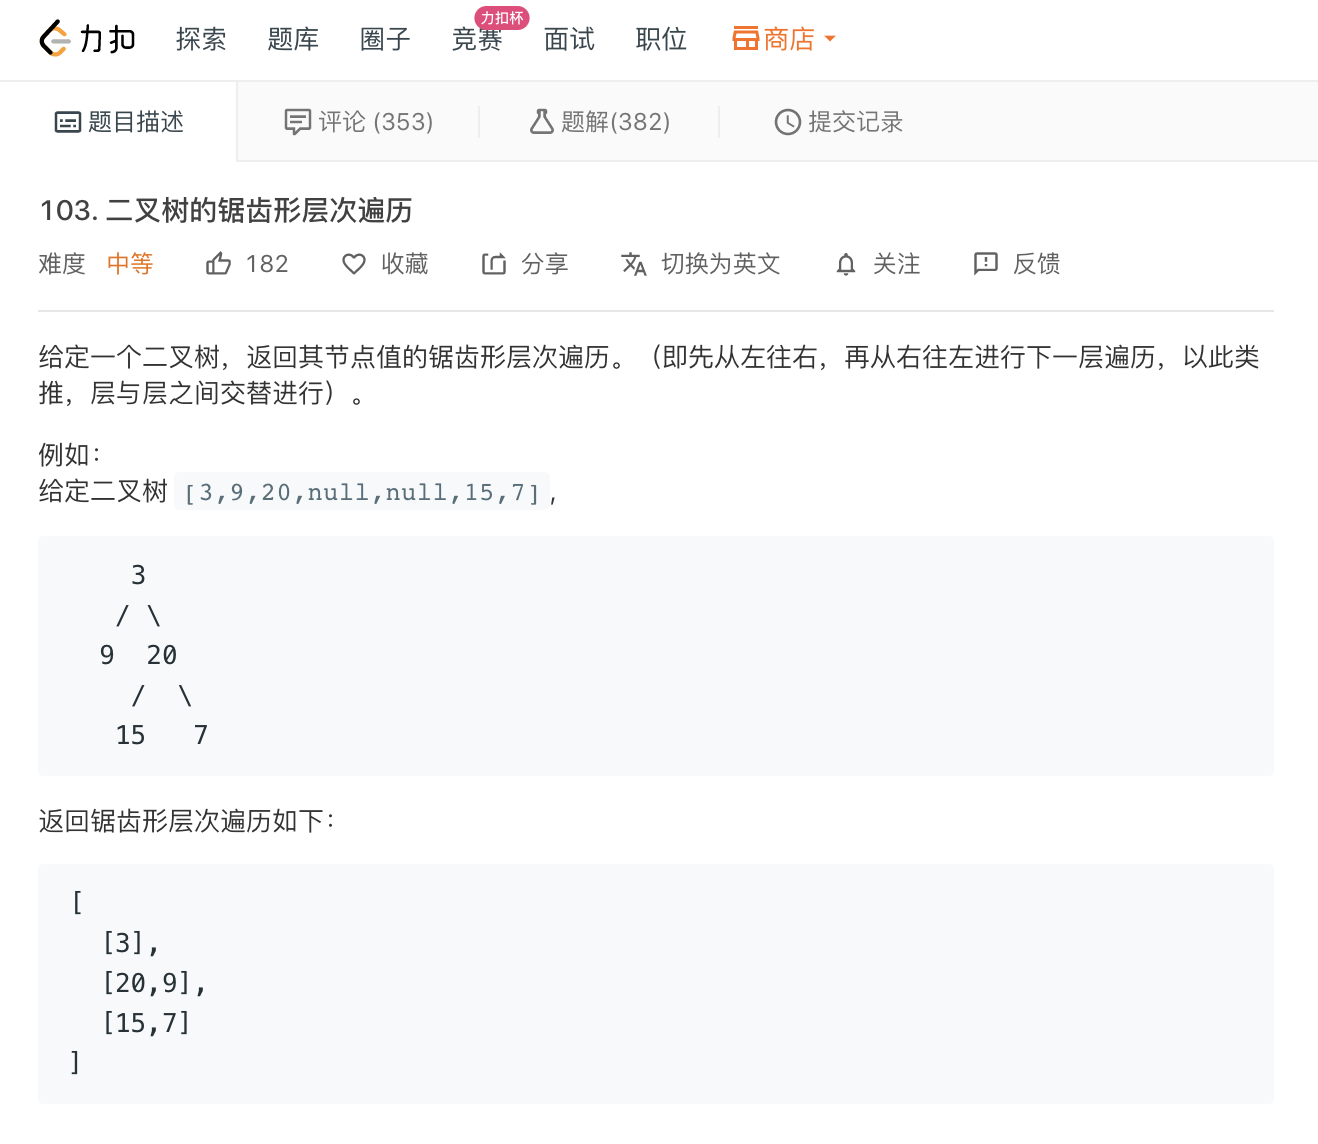 力扣 探索 题库 圈子 竞赛 力扣杯 面试 职位 商店
题目描述 评论 (353) 题解(382) 提交记录
103. 二叉树的锯齿形层次遍历
难度 中等 182 收藏 分享 切换为英文 关注 反馈
给定一个二叉树，返回其节点值的锯齿形层次遍历。（即先从左往右，再从右往左进行下一层遍历，以此类
推，层与层之间交替进行）。
例如：
给定二叉树 [3,9,20,null,null,15,7],
3
/ \
9 20
/ \
15 7
返回锯齿形层次遍历如下：
[
[3],
[20,9],
[15,7]
]